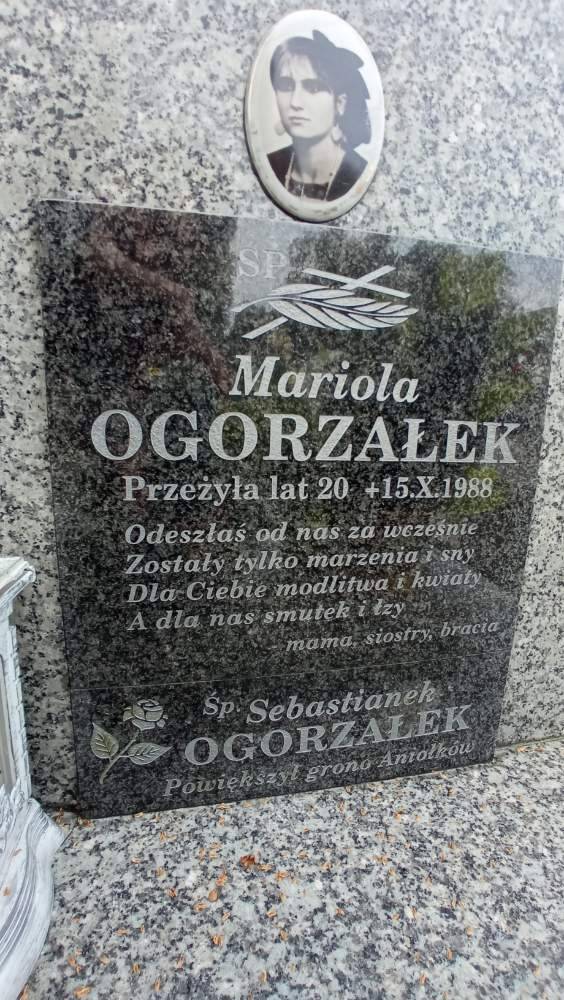 ŚP.
Mariola
OGORZAŁEK
Przeżyła lat 20 +15.X.1988
Odeszłaś od nas za wcześnie
Zostały tylko marzenia i sny
Dla Ciebie modlitwa i kwiaty
A dla nas smutek i łzy
- mama, siostry, bracia
Śp. Sebastianek
OGORZAŁEK
Powiększył grono Aniołków